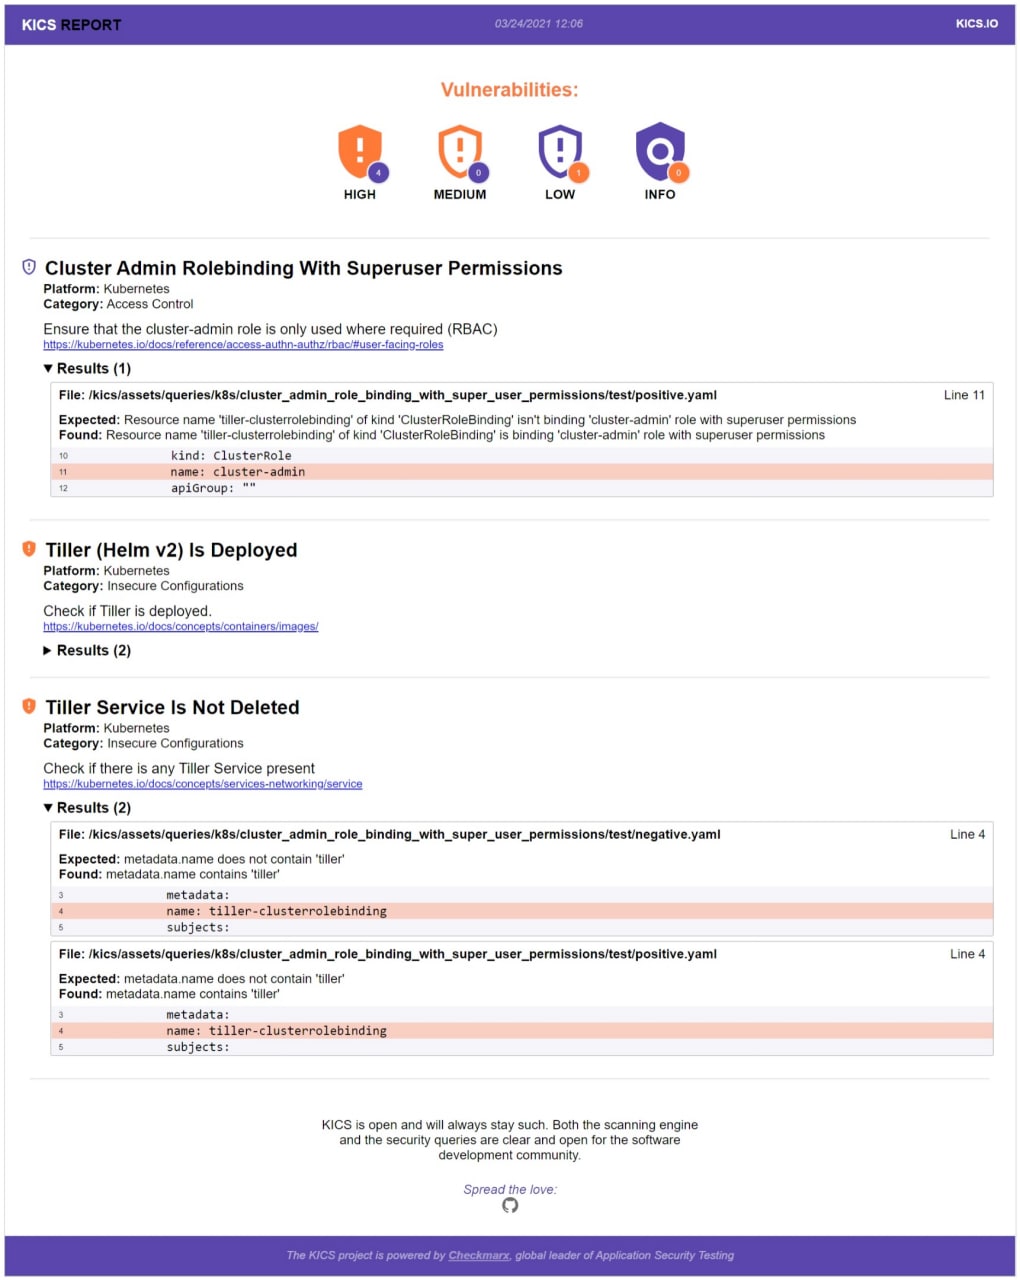 KICS REPORT
03/24/2021 12:06
KICS.IO
Vulnerabilities:
4
0
1
0
HIGH
MEDIUM
LOW
INFO
Cluster Admin Rolebinding With Superuser Permissions
Platform: Kubernetes
Category: Access Control
Ensure that the cluster-admin role is only used where required (RBAC)
https://kubernetes.io/docs/reference/access-authn-authz/rbac/#user-facing-roles
▼ Results (1)
File: /kics/assets/queries/k8s/cluster_admin_role_binding_with_super_user_permissions/test/positive.yaml
Line 11
Expected: Resource name 'tiller-clusterrolebinding' of kind 'ClusterRoleBinding' isn't binding 'cluster-admin' role with superuser permissions
Found: Resource name 'tiller-clusterrolebinding' of kind 'ClusterRoleBinding' is binding 'cluster-admin' role with superuser permissions
10 kind: ClusterRole
11 name: cluster-admin
12 apiGroup: ""
Tiller (Helm v2) Is Deployed
Platform: Kubernetes
Category: Insecure Configurations
Check if Tiller is deployed.
https://kubernetes.io/docs/concepts/containers/images/
▶ Results (2)
Tiller Service Is Not Deleted
Platform: Kubernetes
Category: Insecure Configurations
Check if there is any Tiller Service present
https://kubernetes.io/docs/concepts/services-networking/service
▼ Results (2)
File: /kics/assets/queries/k8s/cluster_admin_role_binding_with_super_user_permissions/test/negative.yaml
Line 4
Expected: metadata.name does not contain 'tiller'
Found: metadata.name contains 'tiller'
3 metadata:
4 name: tiller-clusterrolebinding
5 subjects:
File: /kics/assets/queries/k8s/cluster_admin_role_binding_with_super_user_permissions/test/positive.yaml
Line 4
Expected: metadata.name does not contain 'tiller'
Found: metadata.name contains 'tiller'
3 metadata:
4 name: tiller-clusterrolebinding
5 subjects:
KICS is open and will always stay such. Both the scanning engine
and the security queries are clear and open for the software
development community.
Spread the love:
The KICS project is powered by Checkmarx, global leader of Application Security Testing